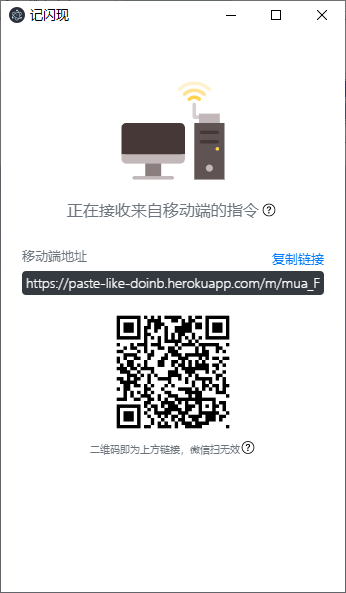 记闪现
正在接收来自移动端的指令
移动端地址
复制链接
https://paste-like-doinb.herokuapp.com/m/mua_F
二维码即为上方链接，微信扫无效